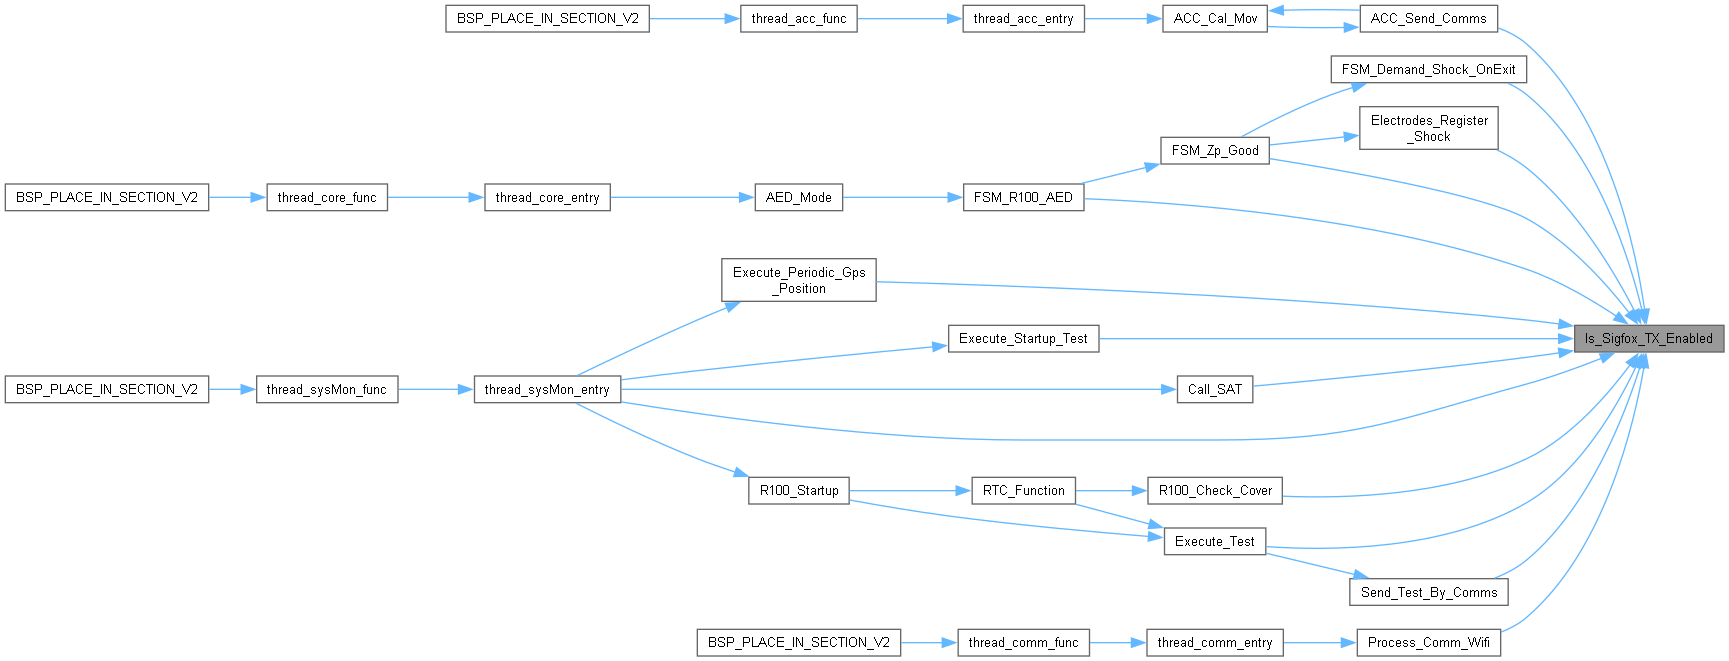 BSP_PLACE_IN_SECTION_V2
thread_acc_func
thread_acc_entry
ACC_Cal_Mov
ACC_Send_Comms
FSM_Demand_Shock_OnExit
Electrodes_Register
_Shock
FSM_Zp_Good
BSP_PLACE_IN_SECTION_V2
thread_core_func
thread_core_entry
AED_Mode
FSM_R100_AED
Execute_Periodic_Gps
_Position
Execute_Startup_Test
Is_Sigfox_TX_Enabled
BSP_PLACE_IN_SECTION_V2
thread_sysMon_func
thread_sysMon_entry
Call_SAT
R100_Startup
RTC_Function
R100_Check_Cover
Execute_Test
Send_Test_By_Comms
BSP_PLACE_IN_SECTION_V2
thread_comm_func
thread_comm_entry
Process_Comm_Wifi